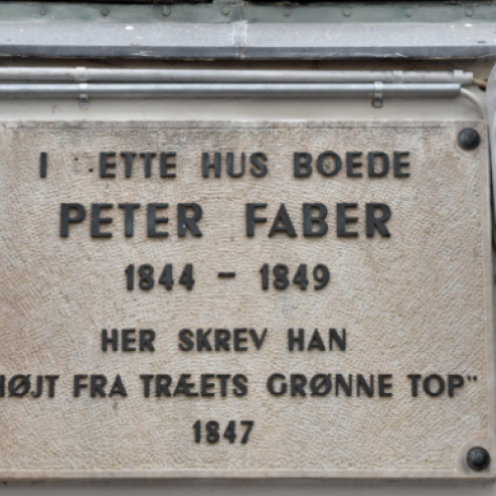 I ETTE HUS BOEDE
PETER FABER
1844 - 1849
HER SKREV HAN
HØJT FRA TRÆETS GRØNNE TOP"
1847